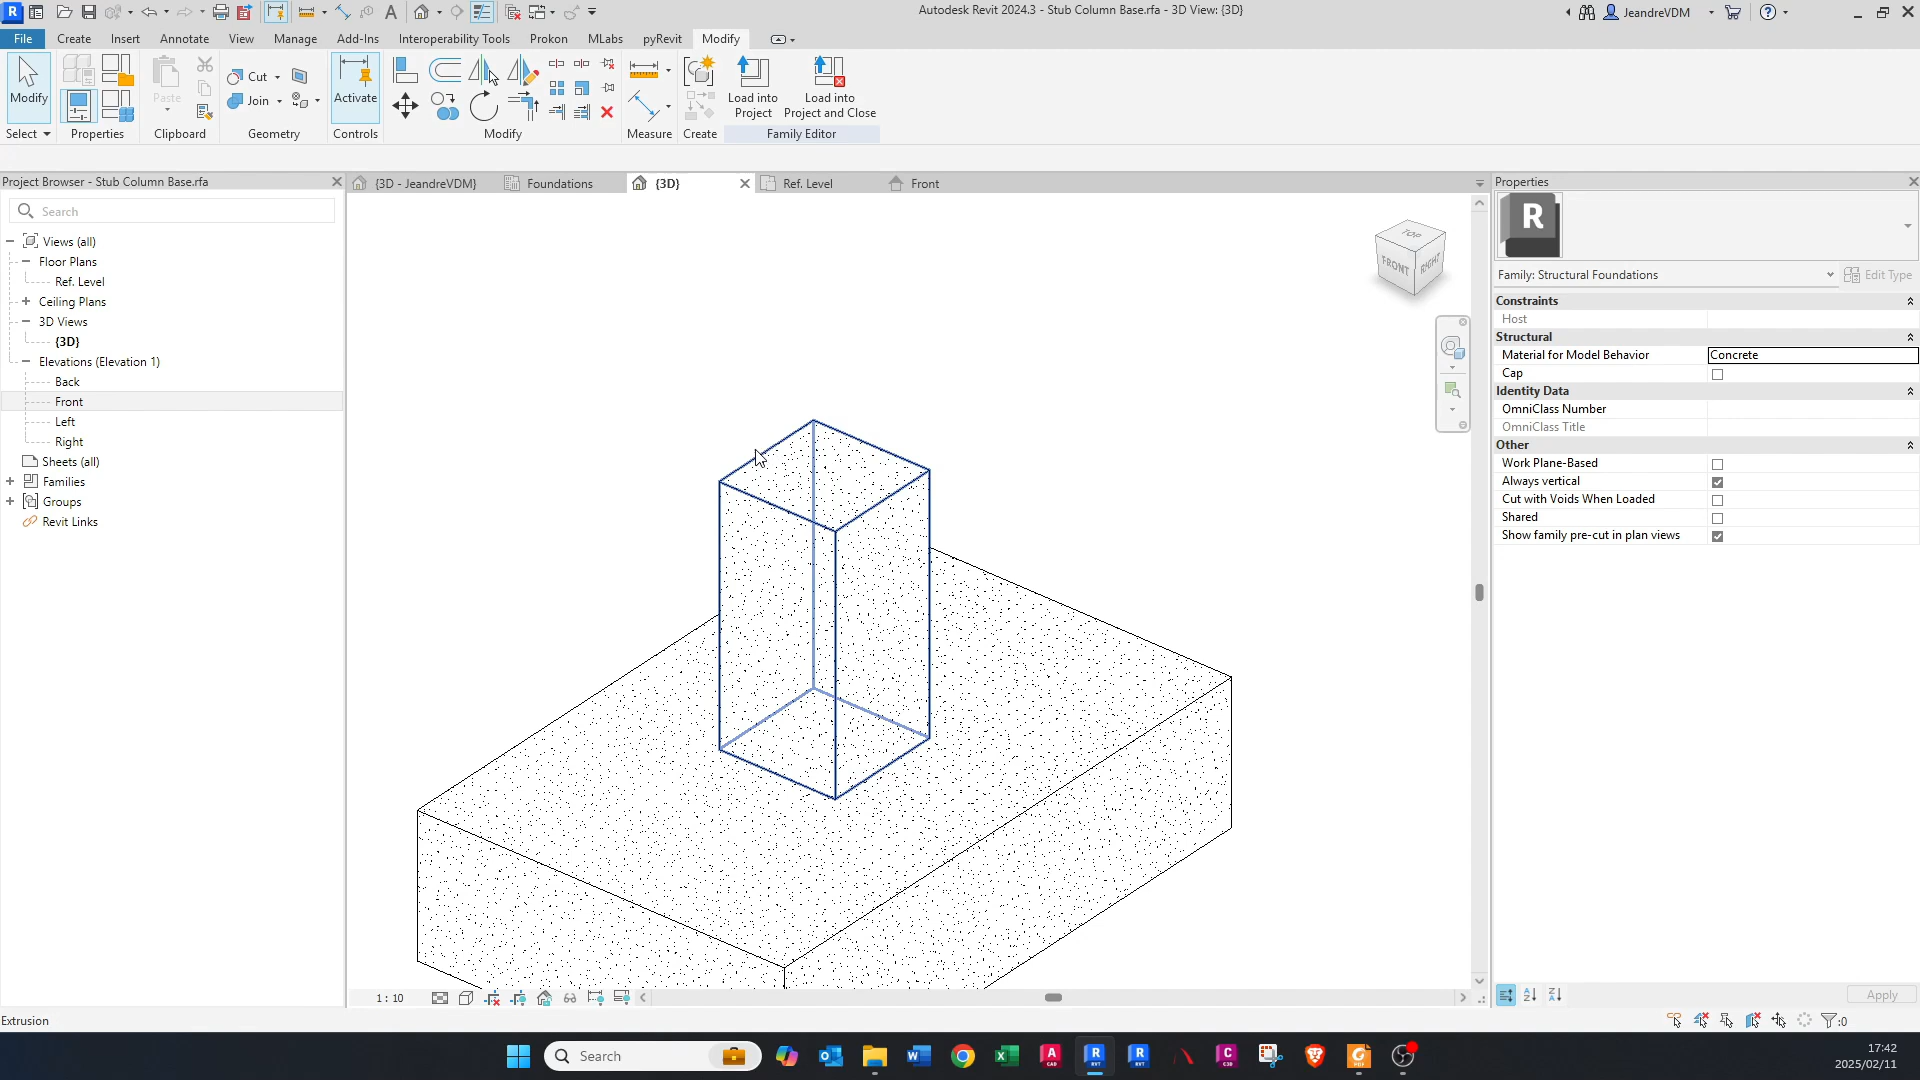 Autodesk Revit 2024.3 - Stub Column Base.rfa - 3D View: {3D}
JeandreVDM
File
Create
Insert
Annotate
View
Manage
Add-Ins
Interoperability Tools
Prokon
MLabs
pyRevit
Modify
Modify
Paste
Cut
Join
Activate
Load into
Project
Load into
Project and Close
Select
Properties
Clipboard
Geometry
Controls
Modify
Measure
Create
Family Editor
Project Browser - Stub Column Base.rfa
Search
Views (all)
Floor Plans
Ref. Level
Ceiling Plans
3D Views
{3D}
Elevations (Elevation 1)
Back
Front
Left
Right
Sheets (all)
Families
Groups
Revit Links
{3D - JeandreVDM}
Foundations
{3D}
Ref. Level
Front
TOP
FRONT
RIGHT
Properties
R
Family: Structural Foundations
Edit Type
Constraints
Host
Structural
Material for Model Behavior
Concrete
Cap
Identity Data
OmniClass Number
OmniClass Title
Other
Work Plane-Based
Always vertical
Cut with Voids When Loaded
Shared
Show family pre-cut in plan views
Apply
1 : 10
Extrusion
:0
Search
17:42
2025/02/11